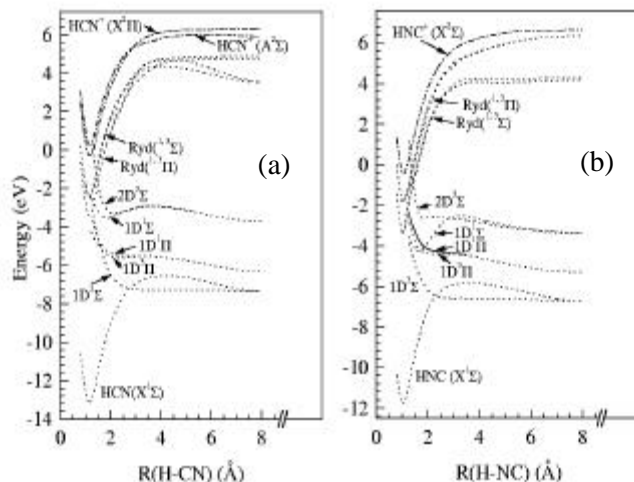 HCN⁺ (X²Π)
HCN⁺ (A²Σ)
Ryd(¹,³Σ)
Ryd(¹,³Π)
(a)
2D³Σ
1D¹Σ
1D¹Π
1D³Π
1D³Σ
HCN(X¹Σ)
Energy (eV)
6
4
2
0
-2
-4
-6
-8
-10
-12
-14
0 2 4 6 8
R(H-CN) (Å)
HNC⁺ (X²Σ)
Ryd(¹,³Π)
Ryd(¹,³Σ)
(b)
2D³Σ
1D¹Σ
1D¹Π
1D³Π
1D³Σ
HNC (X¹Σ)
6
4
2
0
-2
-4
-6
-8
-10
-12
0 2 4 6 8
R(H-NC) (Å)